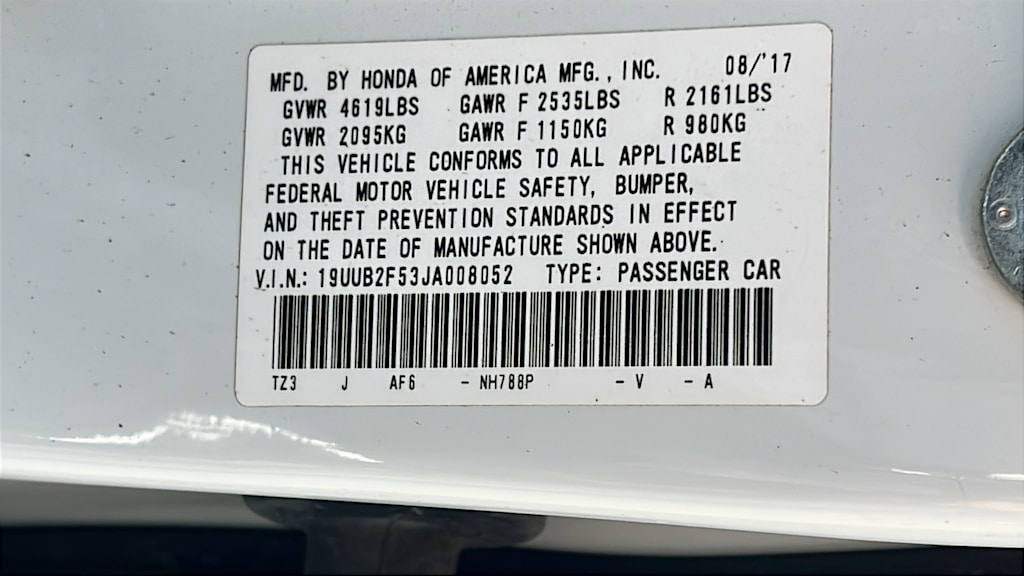 MFD. BY HONDA OF AMERICA MFG., INC. 08/'17
GVWR 4619LBS GAWR F 2535LBS R 2161LBS
GVWR 2095KG GAWR F 1150KG R 980KG
THIS VEHICLE CONFORMS TO ALL APPLICABLE
FEDERAL MOTOR VEHICLE SAFETY, BUMPER,
AND THEFT PREVENTION STANDARDS IN EFFECT
ON THE DATE OF MANUFACTURE SHOWN ABOVE.
V.I.N.: 19UUB2F53JA008052 TYPE: PASSENGER CAR
TZ3 J AF6 - NH788P - V - A